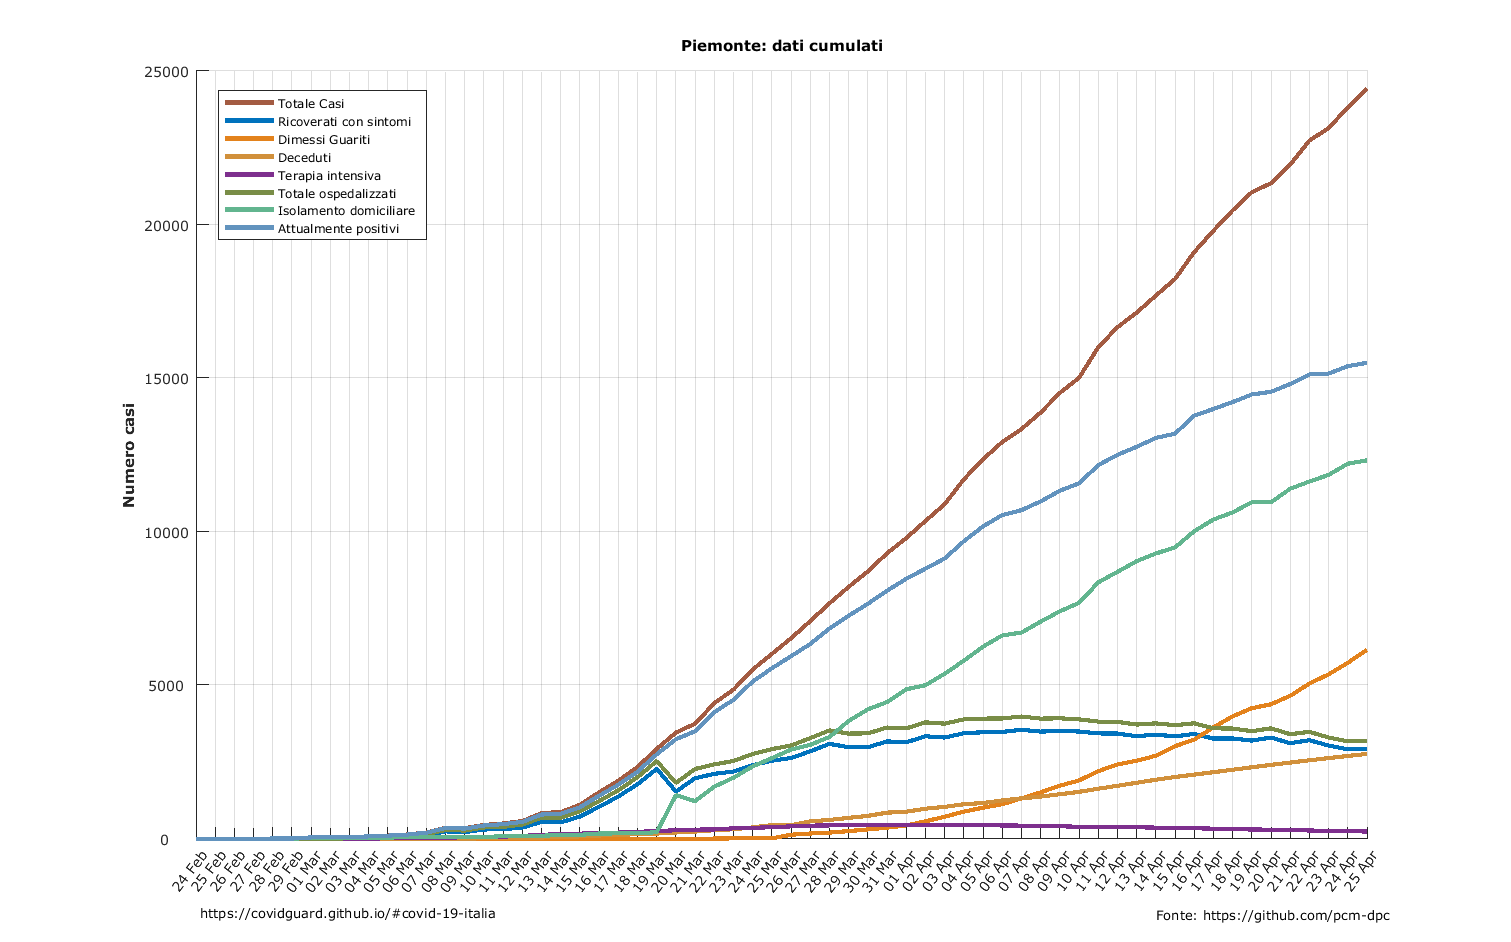 Piemonte: dati cumulati
25000
20000
15000
10000
5000
0
Numero casi
Totale Casi
Ricoverati con sintomi
Dimessi Guariti
Deceduti
Terapia intensiva
Totale ospedalizzati
Isolamento domiciliare
Attualmente positivi
24 Feb
25 Feb
26 Feb
27 Feb
28 Feb
29 Feb
01 Mar
02 Mar
03 Mar
04 Mar
05 Mar
06 Mar
07 Mar
08 Mar
09 Mar
10 Mar
11 Mar
12 Mar
13 Mar
14 Mar
15 Mar
16 Mar
17 Mar
18 Mar
19 Mar
20 Mar
21 Mar
22 Mar
23 Mar
24 Mar
25 Mar
26 Mar
27 Mar
28 Mar
29 Mar
30 Mar
31 Mar
01 Apr
02 Apr
03 Apr
04 Apr
05 Apr
06 Apr
07 Apr
08 Apr
09 Apr
10 Apr
11 Apr
12 Apr
13 Apr
14 Apr
15 Apr
16 Apr
17 Apr
18 Apr
19 Apr
20 Apr
21 Apr
22 Apr
23 Apr
24 Apr
25 Apr
https://covidguard.github.io/#covid-19-italia
Fonte: https://github.com/pcm-dpc